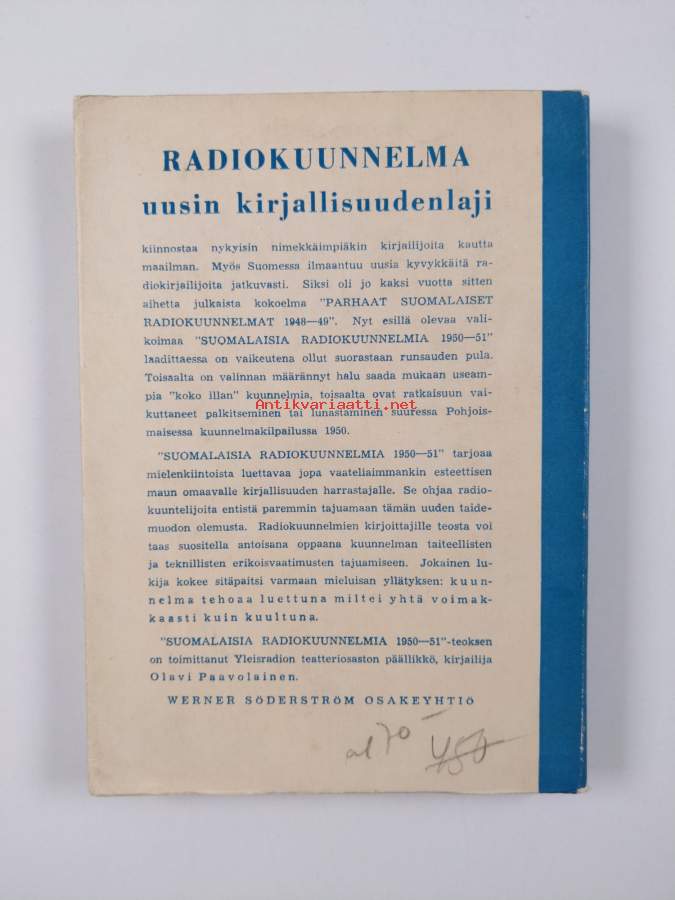 RADIOKUUNNELMA
uusin kirjallisuudenlaji
kiinnostaa nykyisin nimekkäimpiäkin kirjailijoita kautta
maailman. Myös Suomessa ilmaantuu uusia kyvykkäitä ra-
diokirjailijoita jatkuvasti. Siksi oli jo kaksi vuotta sitten
aihetta julkaista kokoelma "PARHAAT SUOMALAISET
RADIOKUUNNELMAT 1948—49". Nyt esillä olevaa vali-
koimaa "SUOMALAISIA RADIOKUUNNELMIA 1950—51"
laadittaessa on vaikeutena ollut suorastaan runsauden pula.
Toisaalta on valinnan määrännyt halu saada mukaan useam-
pia "koko illan" kuunnelmia, toisaalta ovat ratkaisuun vai-
Antikvariaatti.net
kuttaneet palkitseminen tai lunastaminen suuressa Pohjois-
maisessa kuunnelmakilpailussa 1950.
"SUOMALAISIA RADIOKUUNNELMIA 1950—51" tarjoaa
mielenkiintoista luettavaa jopa vaateliaimmankin esteettisen
maun omaavalle kirjallisuuden harrastajalle. Se ohjaa radio-
kuuntelijoita entistä paremmin tajuamaan tämän uuden taide-
muodon olemusta. Radiokuunnelmien kirjoittajille teosta voi
taas suositella antoisana oppaana kuunnelman taiteellisten
ja teknillisten erikoisvaatimusten tajuamiseen. Jokainen lu-
kija kokee sitäpaitsi varmaan mieluisan yllätyksen: kuun-
nelma tehoaa luettuna miltei yhtä voimak-
kaasti kuin kuultuna.
"SUOMALAISIA RADIOKUUNNELMIA 1950—51"-teoksen
on toimittanut Yleisradion teatteriosaston päällikkö, kirjailija
Olavi Paavolainen.
WERNER SÖDERSTRÖM OSAKEYHTIÖ
al 70 —
450